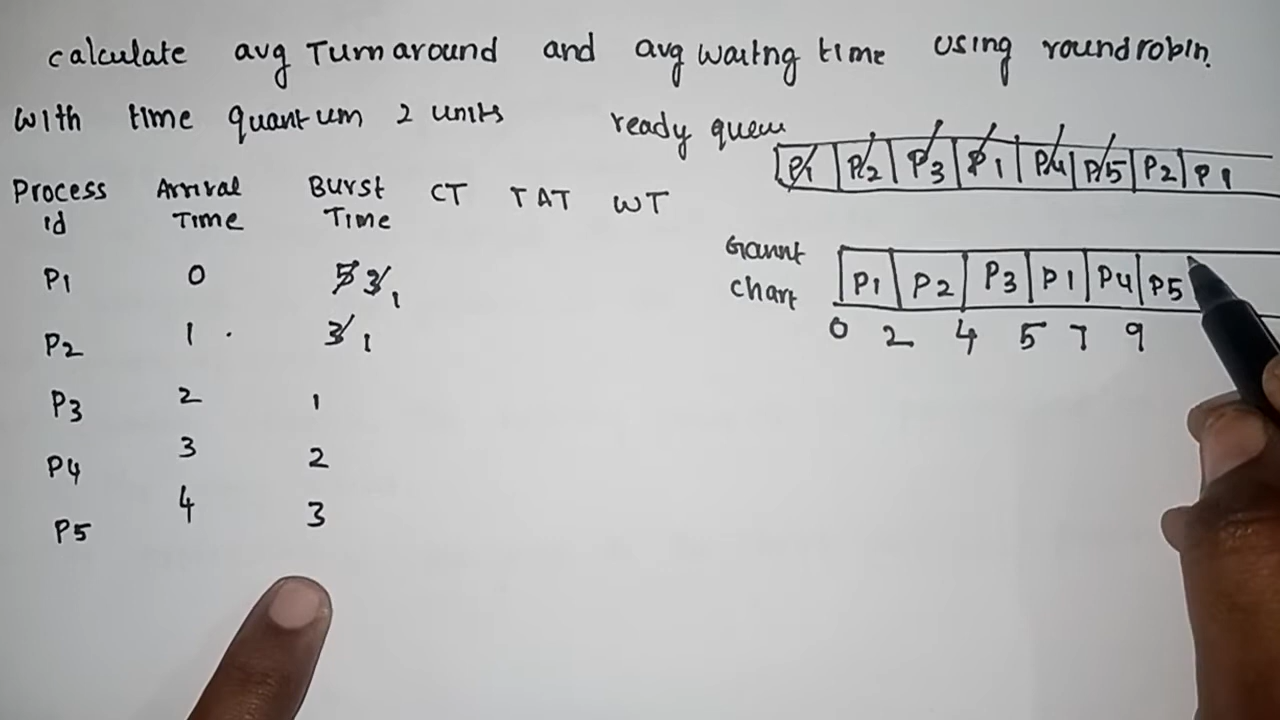 calculate avg Turnaround and avg waitng time using roundrobin.
with time quantum 2 units
ready queue
P1 P2 P3 P1 P4 P5 P2 P1
Process Id Arrival Time Burst Time CT TAT WT
P1 0 5 3 1
P2 1 3 1
P3 2 1
P4 3 2
P5 4 3
Gannt chart
P1 P2 P3 P1 P4 P5
0 2 4 5 7 9